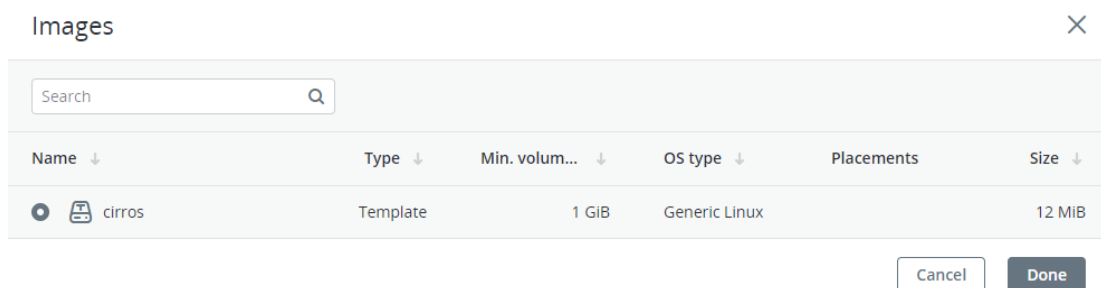 Images
Search
Name Type Min. volum... OS type Placements Size
cirros Template 1 GiB Generic Linux 12 MiB
Cancel Done